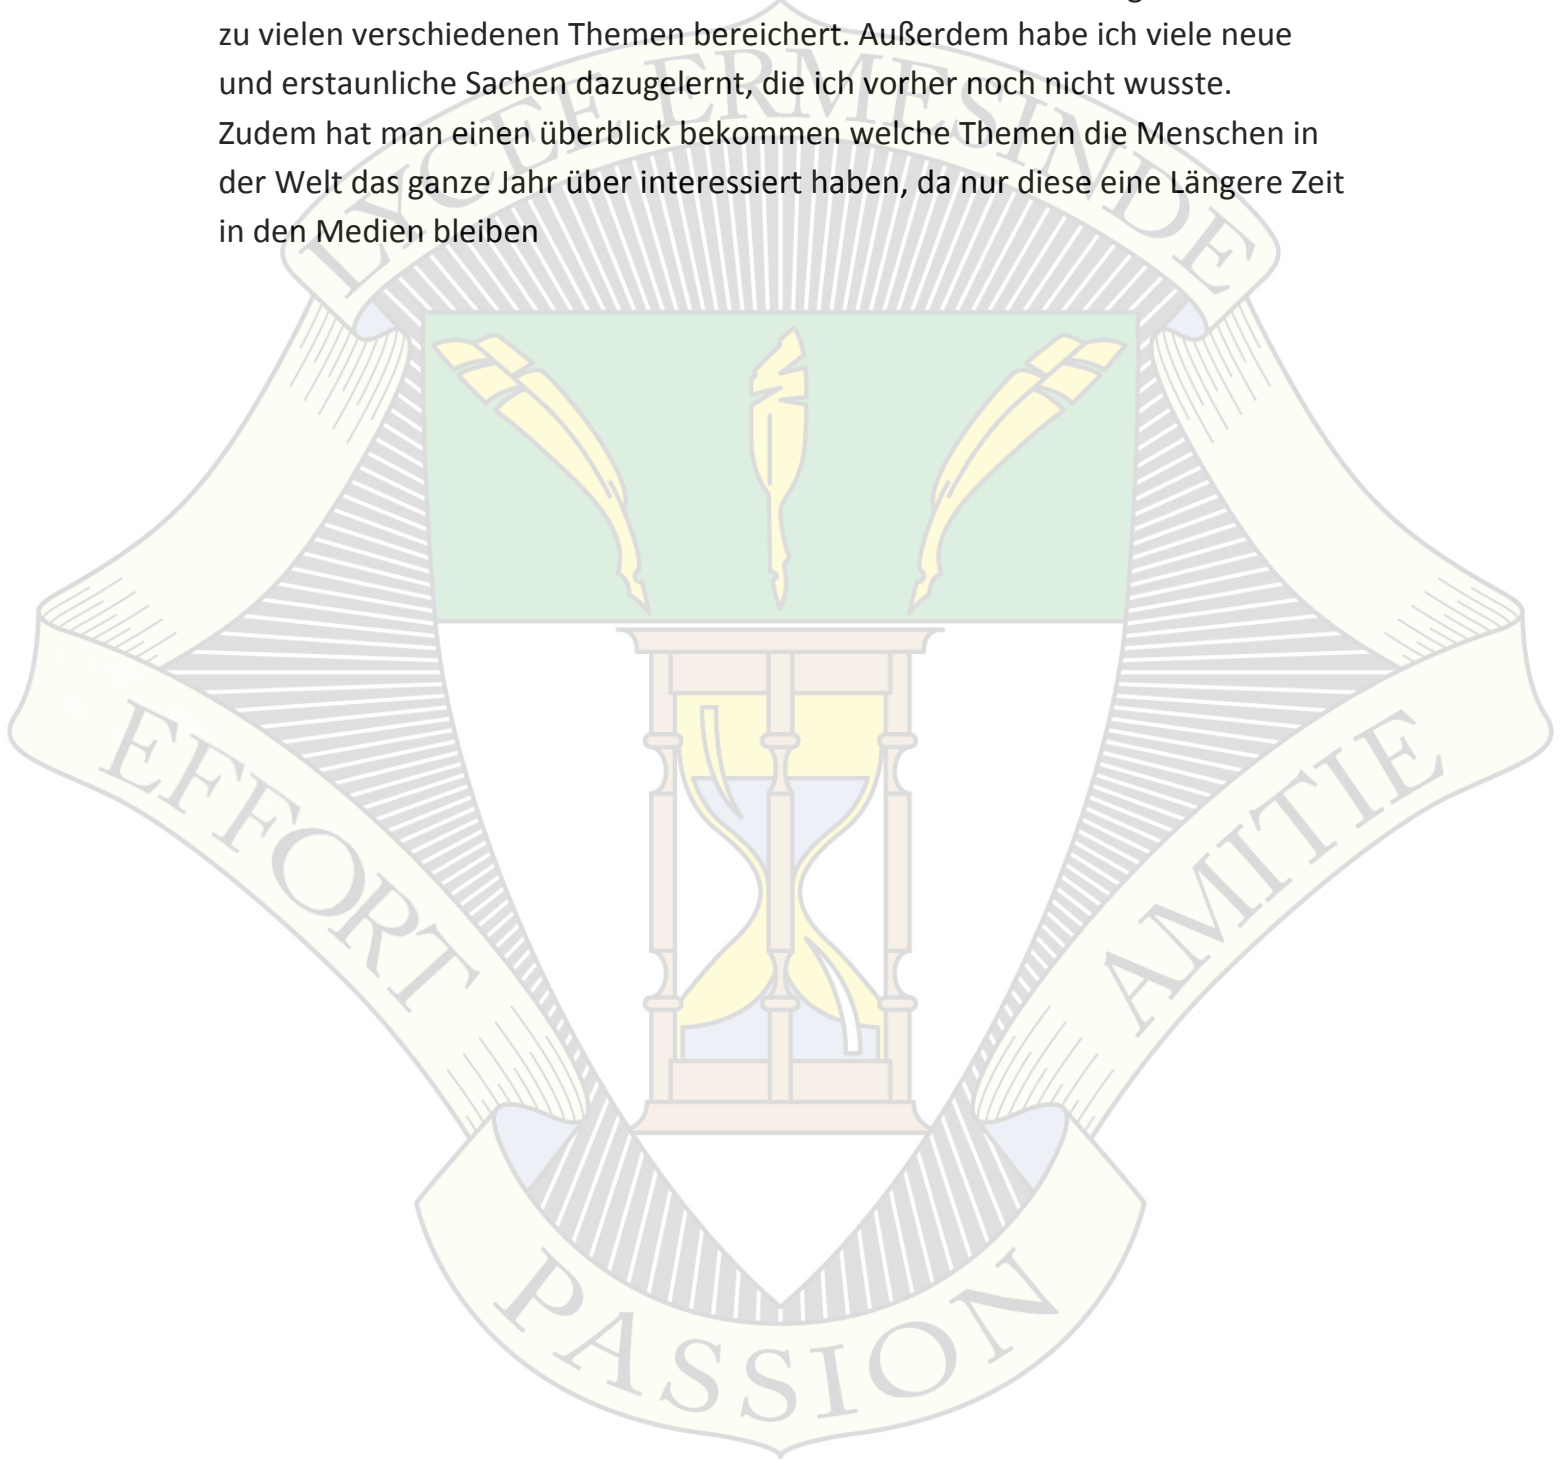 zu vielen verschiedenen Themen bereichert. Außerdem habe ich viele neue
und erstaunliche Sachen dazugelernt, die ich vorher noch nicht wusste.
Zudem hat man einen überblick bekommen welche Themen die Menschen in
der Welt das ganze Jahr über interessiert haben, da nur diese eine Längere Zeit
in den Medien bleiben
LYCEE ERMESINDE
EFFORT
AMITIE
PASSION